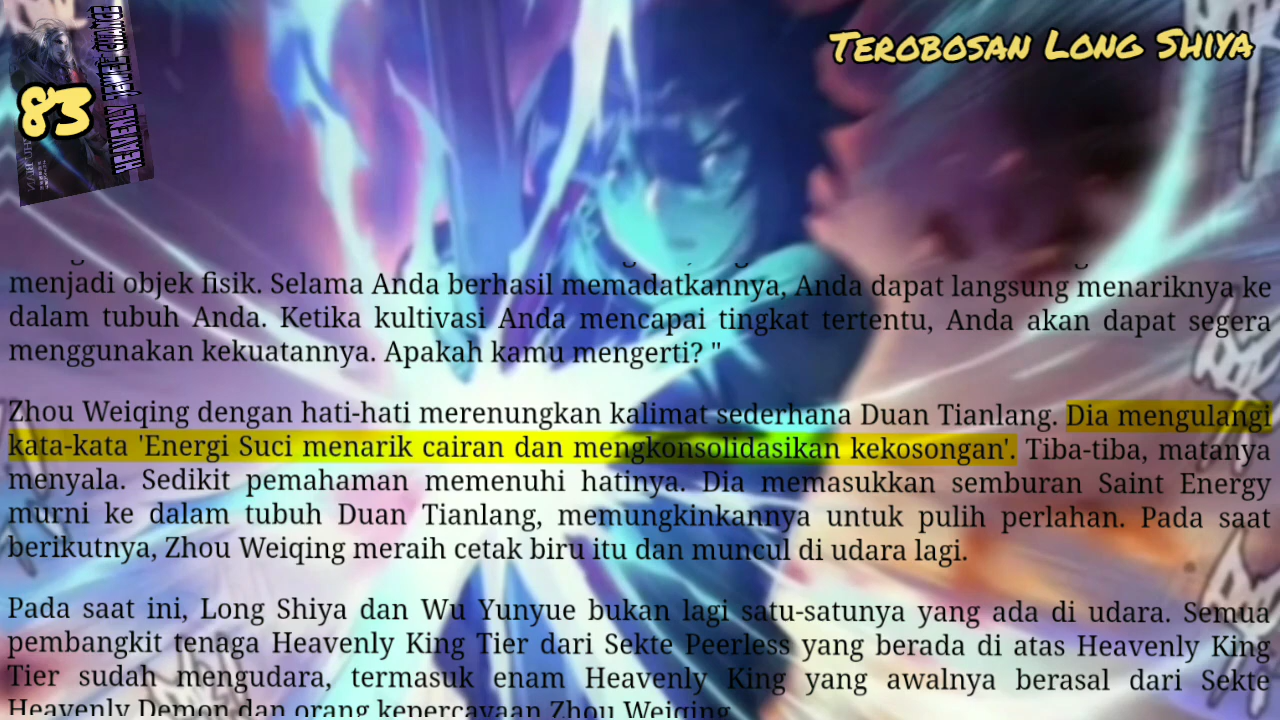 TEROBOSAN LONG SHIYA
83
HEAVENLY JEWEL CHANGE
menjadi objek fisik. Selama Anda berhasil memadatkannya, Anda dapat langsung menariknya ke
dalam tubuh Anda. Ketika kultivasi Anda mencapai tingkat tertentu, Anda akan dapat segera
menggunakan kekuatannya. Apakah kamu mengerti? "
Zhou Weiqing dengan hati-hati merenungkan kalimat sederhana Duan Tianlang. Dia mengulangi
kata-kata 'Energi Suci menarik cairan dan mengkonsolidasikan kekosongan'. Tiba-tiba, matanya
menyala. Sedikit pemahaman memenuhi hatinya. Dia memasukkan semburan Saint Energy
murni ke dalam tubuh Duan Tianlang, memungkinkannya untuk pulih perlahan. Pada saat
berikutnya, Zhou Weiqing meraih cetak biru itu dan muncul di udara lagi.
Pada saat ini, Long Shiya dan Wu Yunyue bukan lagi satu-satunya yang ada di udara. Semua
pembangkit tenaga Heavenly King Tier dari Sekte Peerless yang berada di atas Heavenly King
Tier sudah mengudara, termasuk enam Heavenly King yang awalnya berasal dari Sekte
Heavenly Demon dan orang kepercayaan Zhou Weiqing